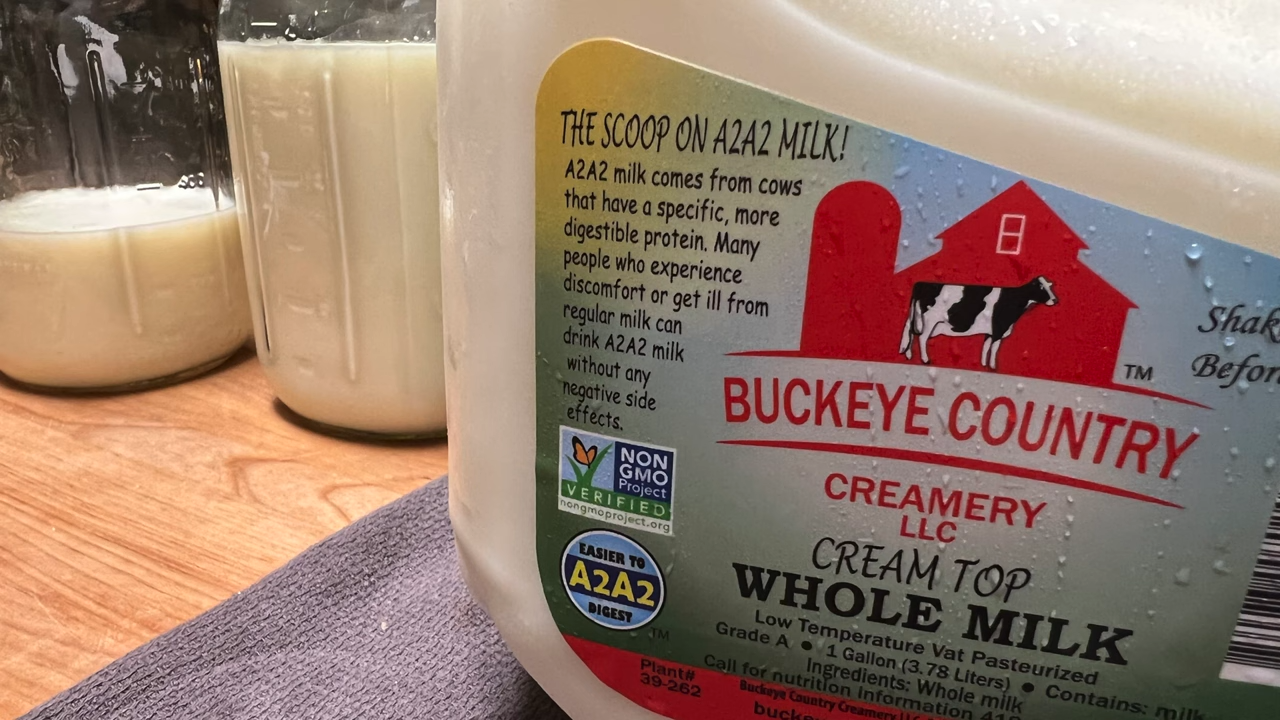 THE SCOOP ON A2A2 MILK!
A2A2 milk comes from cows
that have a specific, more
digestible protein. Many
people who experience
discomfort or get ill from
regular milk can
drink A2A2 milk
without any
negative side
effects.
NON
GMO
Project
VERIFIED
nongmoproject.org
EASIER TO
A2A2
DIGEST
TM
Plant#
39-262
TM
BUCKEYE COUNTRY
CREAMERY
LLC
CREAM TOP
WHOLE MILK
Low Temperature Vat Pasteurized
Grade A • 1 Gallon (3.78 Liters)
Ingredients: Whole milk • Contains: milk
Call for nutrition information
Buckeye Country Creamery
Shak
Befor